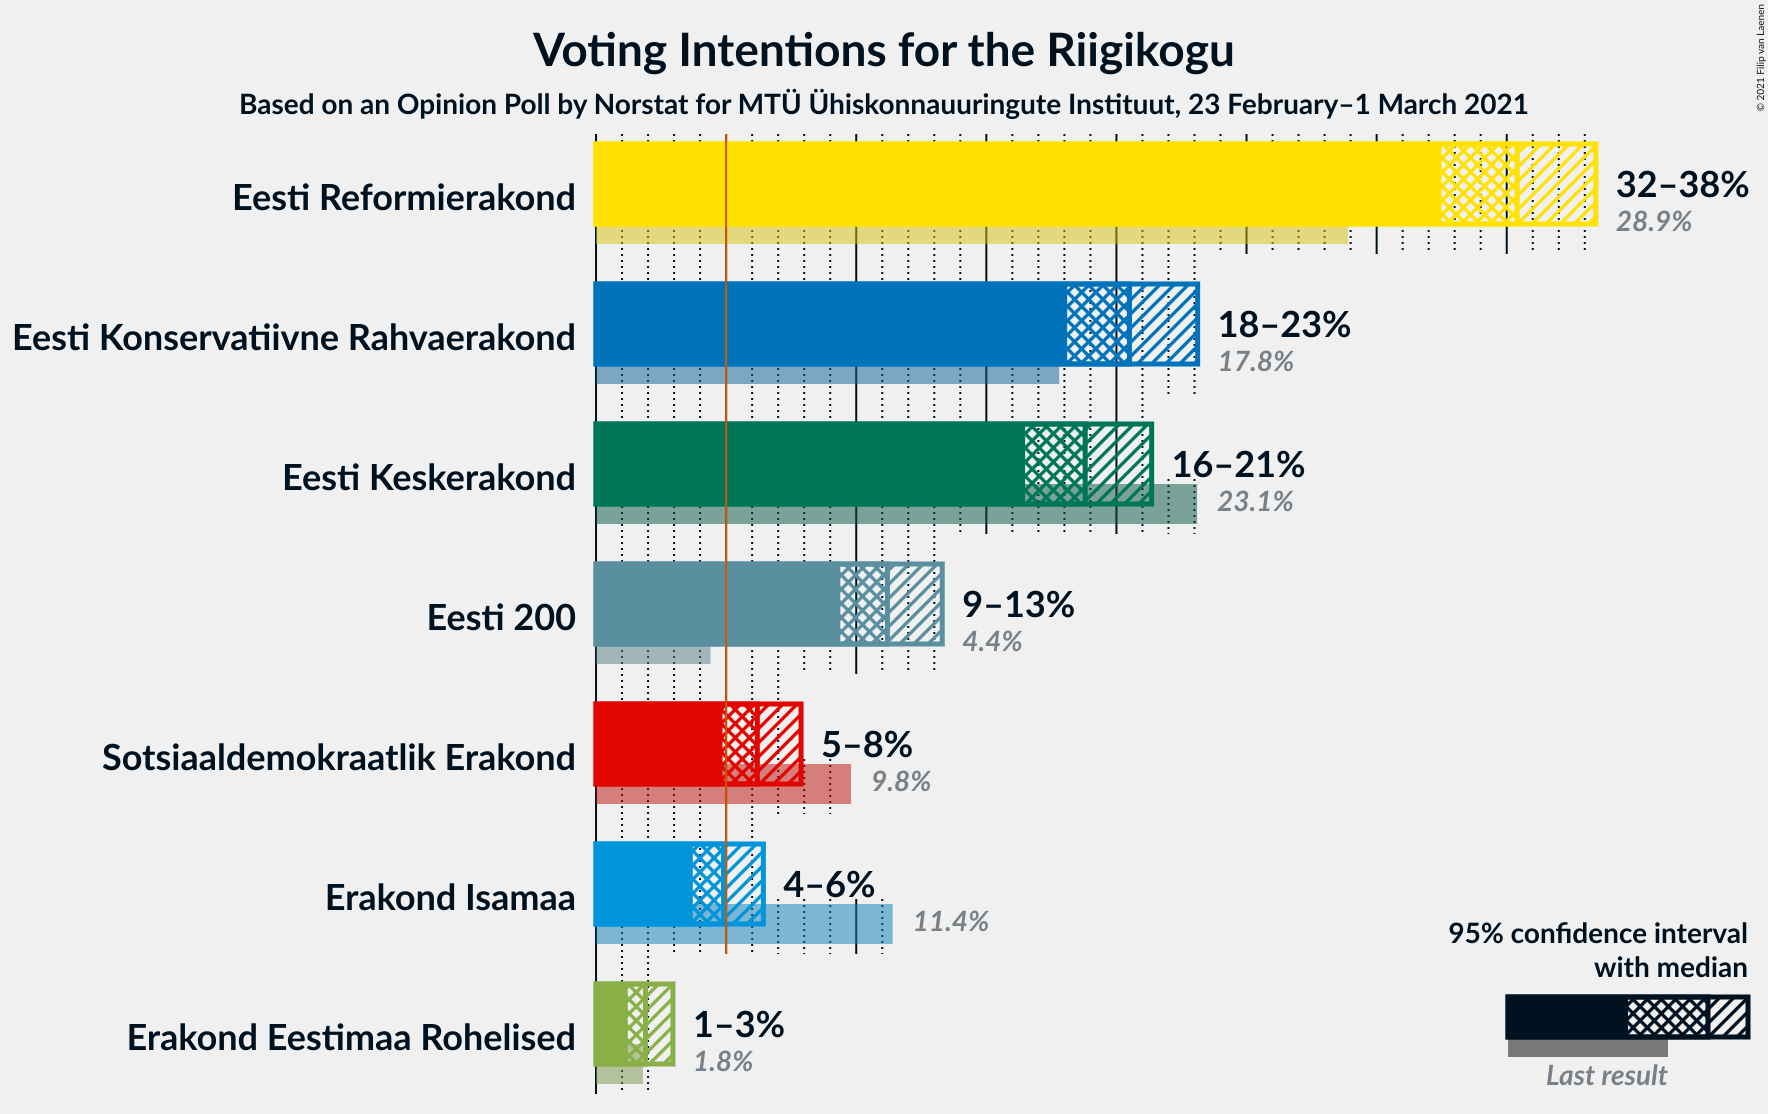 Voting Intentions for the Riigikogu
Based on an Opinion Poll by Norstat for MTÜ Ühiskonnauuringute Instituut, 23 February–1 March 2021
© 2021 Filip van Laenen
Eesti Reformierakond
32–38%
28.9%
Eesti Konservatiivne Rahvaerakond
18–23%
17.8%
Eesti Keskerakond
16–21%
23.1%
Eesti 200
9–13%
4.4%
Sotsiaaldemokraatlik Erakond
5–8%
9.8%
Erakond Isamaa
4–6%
11.4%
Erakond Eestimaa Rohelised
1–3%
1.8%
95% confidence interval
with median
Last result